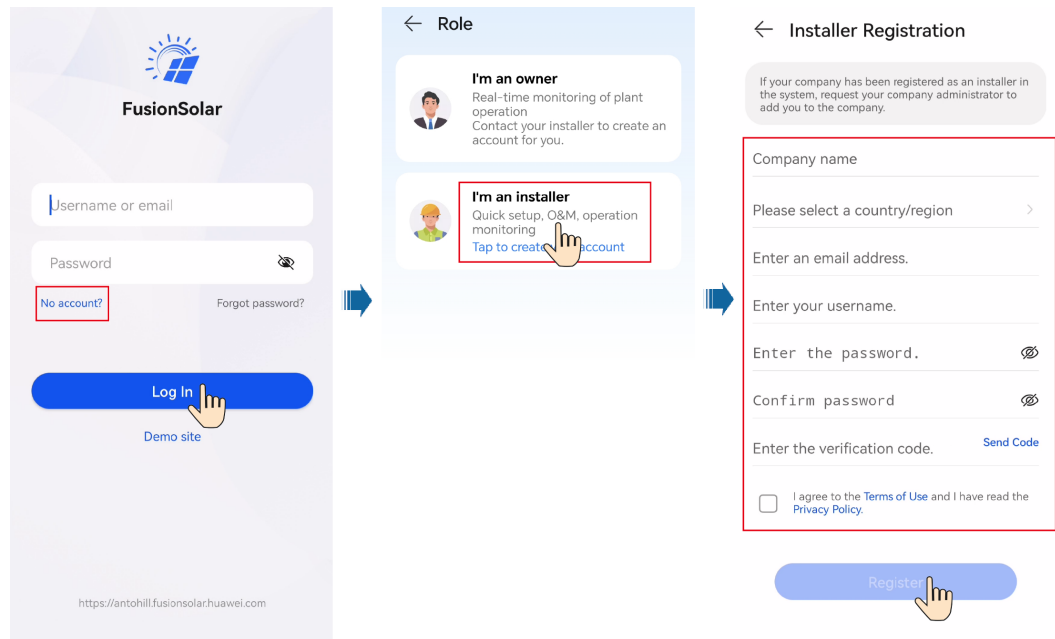 FusionSolar
Username or email
Password
No account?
Forgot password?
Log In
Demo site
https://antohill.fusionsolar.huawei.com
Role
I'm an owner
Real-time monitoring of plant
operation
Contact your installer to create an
account for you.
I'm an installer
Quick setup, O&M, operation
monitoring
Tap to create account
Installer Registration
If your company has been registered as an installer in
the system, request your company administrator to
add you to the company.
Company name
Please select a country/region
Enter an email address.
Enter your username.
Enter the password.
Confirm password
Enter the verification code.
Send Code
I agree to the Terms of Use and I have read the
Privacy Policy.
Register